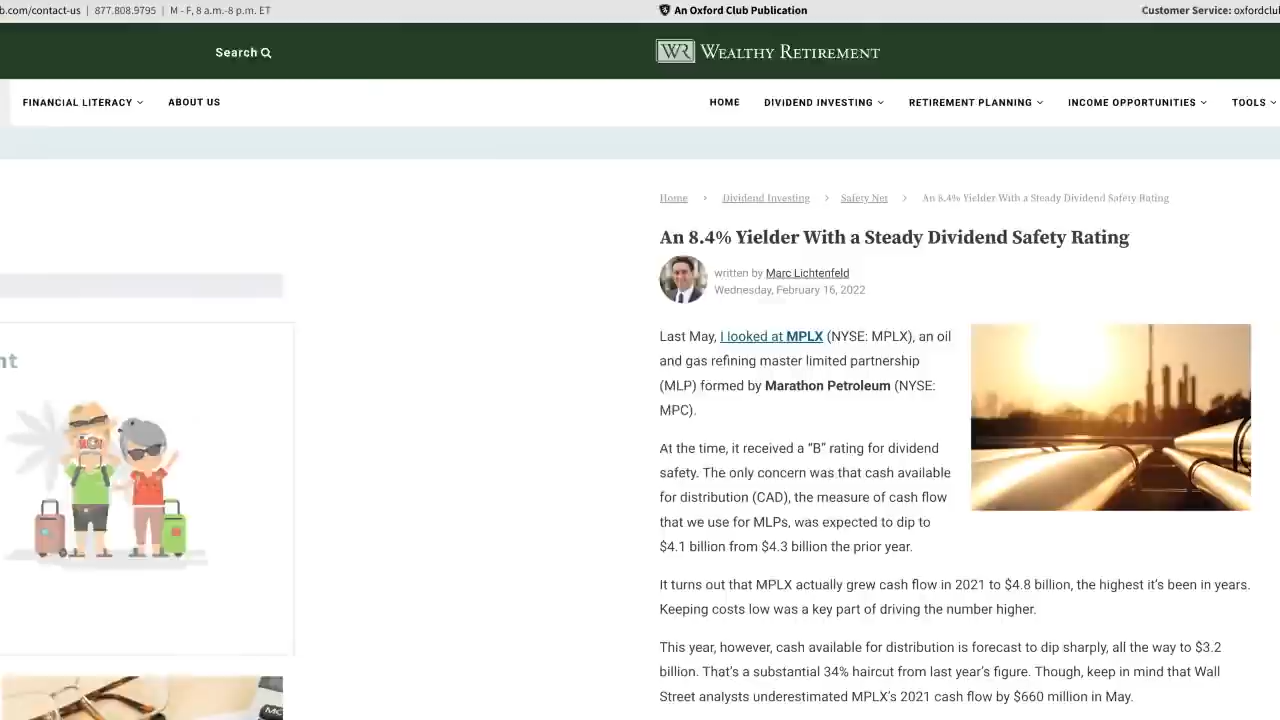 b.com/contact-us | 877.808.9795 | M - F, 8 a.m.-8 p.m. ET
An Oxford Club Publication
Customer Service: oxfordclu
Search
WR WEALTHY RETIREMENT
FINANCIAL LITERACY
ABOUT US
HOME
DIVIDEND INVESTING
RETIREMENT PLANNING
INCOME OPPORTUNITIES
TOOLS
Home > Dividend Investing > Safety Net > An 8.4% Yielder With a Steady Dividend Safety Rating
An 8.4% Yielder With a Steady Dividend Safety Rating
written by Marc Lichtenfeld
Wednesday, February 16, 2022
Last May, I looked at MPLX (NYSE: MPLX), an oil
and gas refining master limited partnership
(MLP) formed by Marathon Petroleum (NYSE:
MPC).
At the time, it received a “B” rating for dividend
safety. The only concern was that cash available
for distribution (CAD), the measure of cash flow
that we use for MLPs, was expected to dip to
$4.1 billion from $4.3 billion the prior year.
It turns out that MPLX actually grew cash flow in 2021 to $4.8 billion, the highest it’s been in years.
Keeping costs low was a key part of driving the number higher.
This year, however, cash available for distribution is forecast to dip sharply, all the way to $3.2
billion. That’s a substantial 34% haircut from last year’s figure. Though, keep in mind that Wall
Street analysts underestimated MPLX’s 2021 cash flow by $660 million in May.
nt